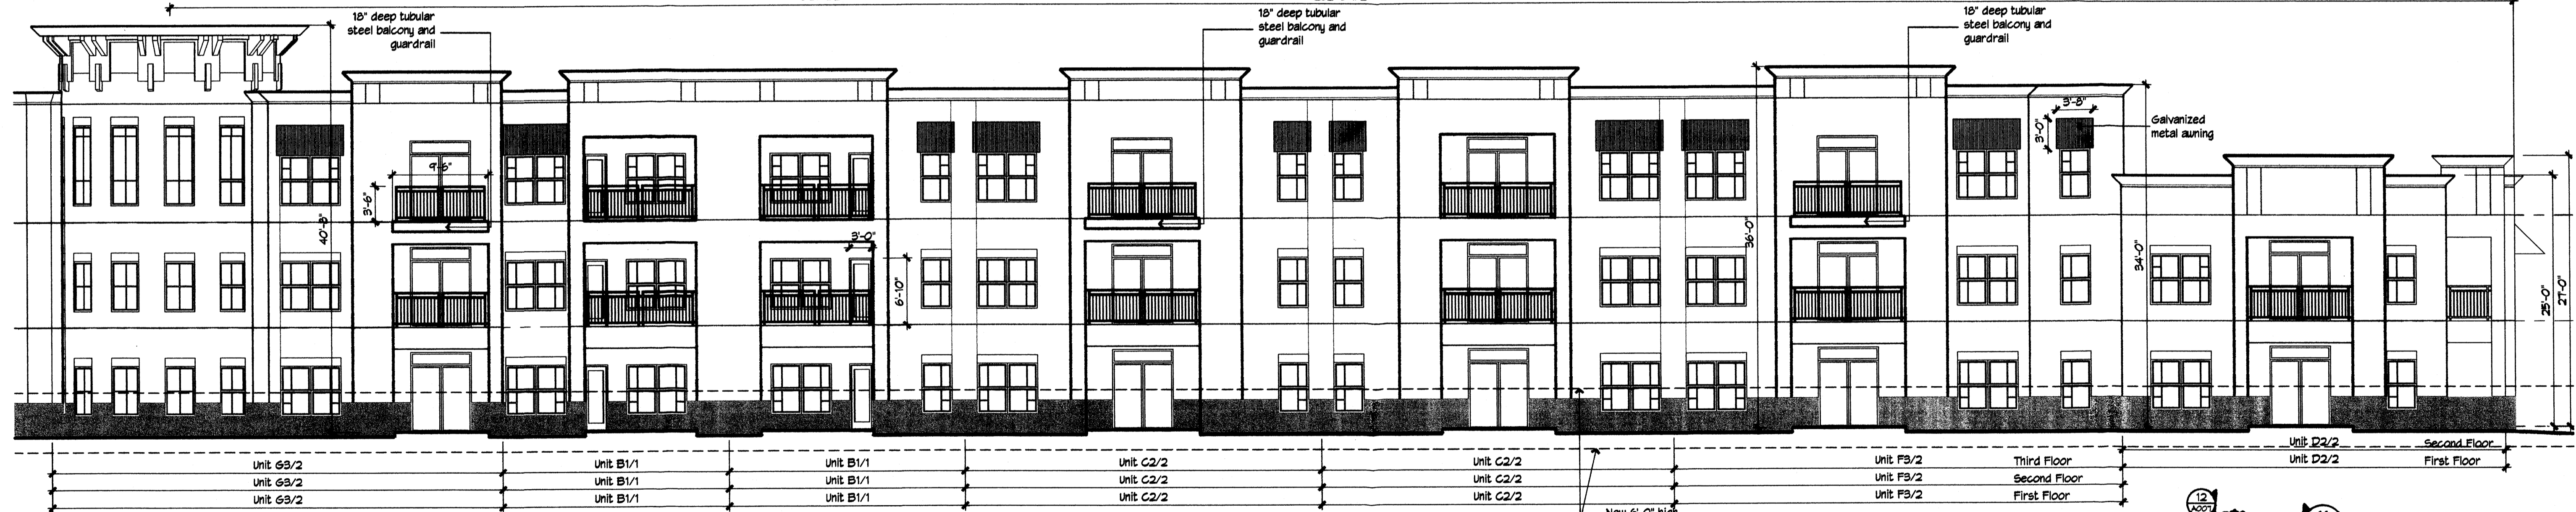 18" deep tubular
steel balcony and
guardrail
18" deep tubular
steel balcony and
guardrail
18" deep tubular
steel balcony and
guardrail
3'-8"
3'-0"
Galvanized
metal awning
9'-6"
3'-6"
40'-8"
3'-0"
6'-10"
36'-0"
34'-0"
25'-0"
27'-0"
Unit D2/2 Second Floor
Unit G3/2 Unit B1/1 Unit B1/1 Unit C2/2 Unit C2/2 Unit F3/2 Third Floor Unit D2/2 First Floor
Unit G3/2 Unit B1/1 Unit B1/1 Unit C2/2 Unit C2/2 Unit F3/2 Second Floor
Unit G3/2 Unit B1/1 Unit B1/1 Unit C2/2 Unit C2/2 Unit F3/2 First Floor
12
New 6'-0" high